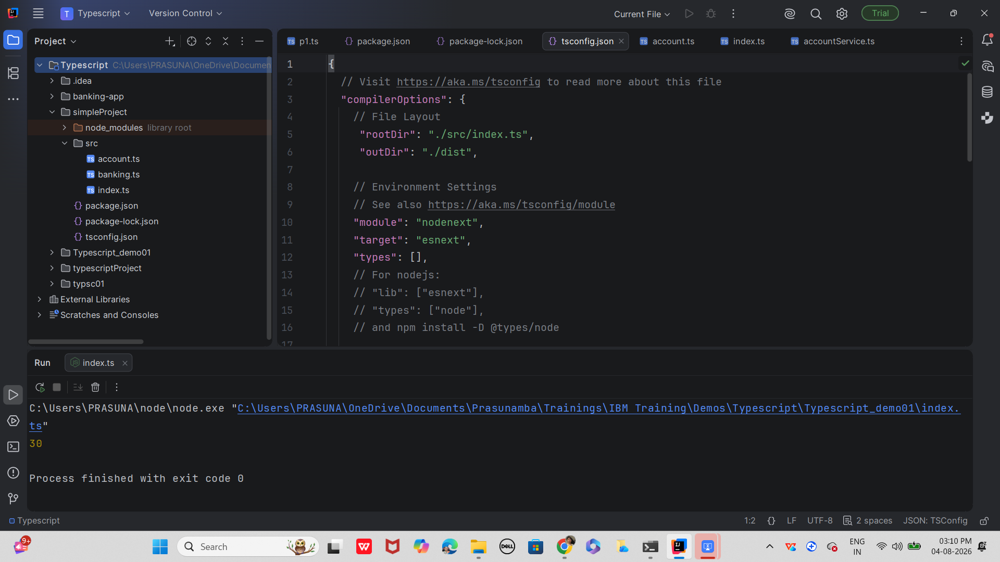 T Typescript Version Control Current File Trial
Project
p1.ts package.json package-lock.json tsconfig.json account.ts index.ts accountService.ts
Typescript C:\Users\PRASUNA\OneDrive\Documen
.idea
banking-app
simpleProject
node_modules library root
src
account.ts
banking.ts
index.ts
package.json
package-lock.json
tsconfig.json
Typescript_demo01
typescriptProject
typsc01
External Libraries
Scratches and Consoles
1 {
2 // Visit https://aka.ms/tsconfig to read more about this file
3 "compilerOptions": {
4 // File Layout
5 "rootDir": "./src/index.ts",
6 "outDir": "./dist",
7
8 // Environment Settings
9 // See also https://aka.ms/tsconfig/module
10 "module": "nodenext",
11 "target": "esnext",
12 "types": [],
13 // For nodejs:
14 // "lib": ["esnext"],
15 // "types": ["node"],
16 // and npm install -D @types/node
17
Run index.ts
C:\Users\PRASUNA\node\node.exe "C:\Users\PRASUNA\OneDrive\Documents\Prasunamba\Trainings\IBM Training\Demos\Typescript\Typescript_demo01\index.
ts"
30
Process finished with exit code 0
Typescript 1:2 {} LF UTF-8 2 spaces JSON: TSConfig
9+ Search DELL ENG 03:10 PM
IN 04-08-2026